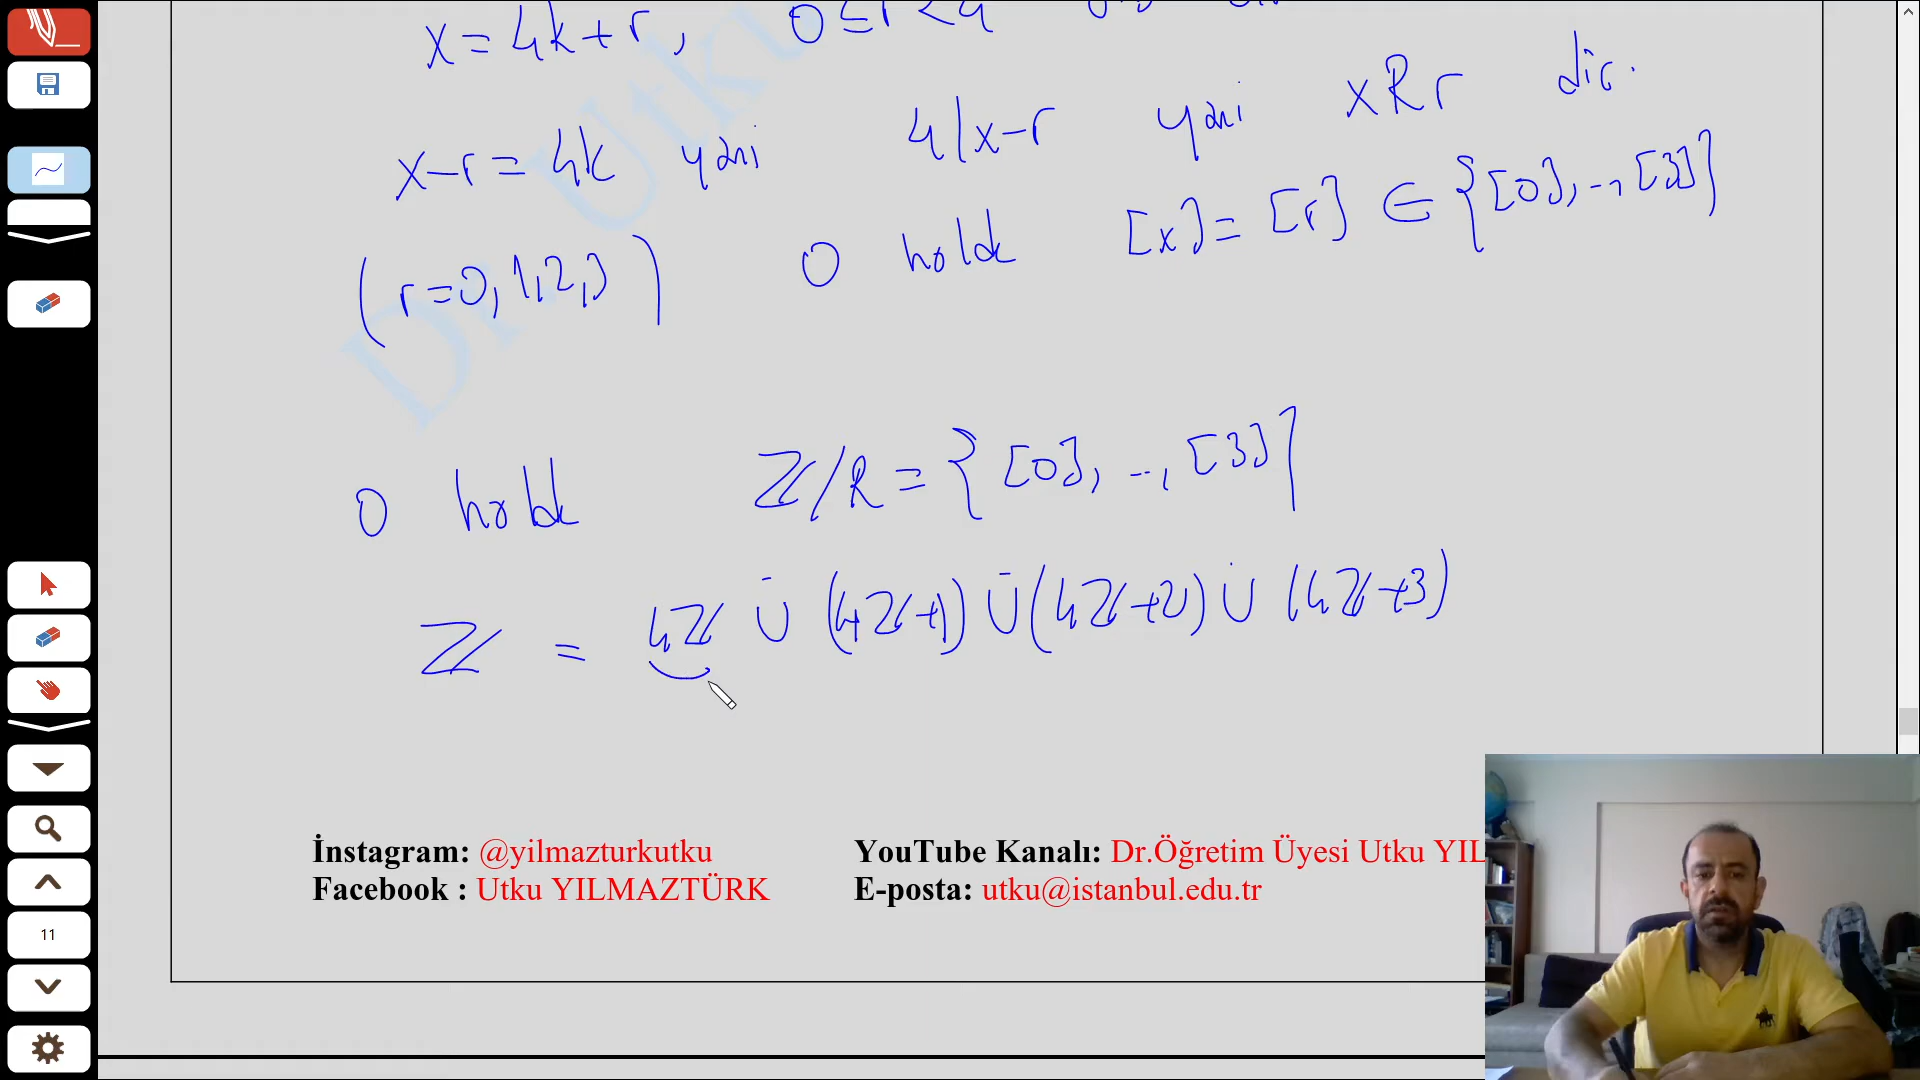 x = 4k + r, 0 ≤ r < 4
x - r = 4k yani 4 | x - r yani xRr dir.
(r = 0, 1, 2, 3) O halde [x] = [r] ∈ {[0], .., [3]}
O halde ℤ/R = {[0], .., [3]}
ℤ = 4ℤ ∪̇ (4ℤ+1) ∪̇ (4ℤ+2) ∪̇ (4ℤ+3)
İnstagram: @yilmazturkutku YouTube Kanalı: Dr.Öğretim Üyesi Utku YIL
Facebook : Utku YILMAZTÜRK E-posta: utku@istanbul.edu.tr
11